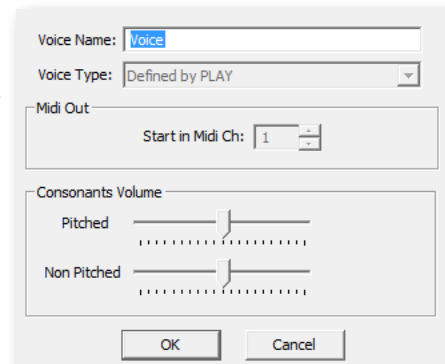 Voice Name: Voice
Voice Type: Defined by PLAY
Midi Out
Start in Midi Ch: 1
Consonants Volume
Pitched
Non Pitched
OK Cancel